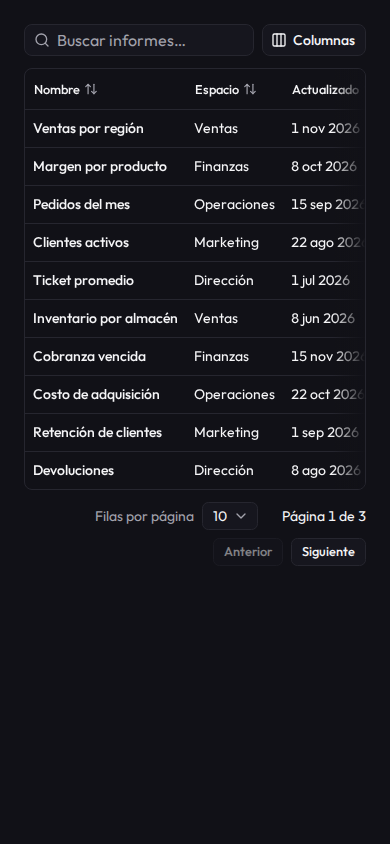 Buscar informes...
Columnas
Nombre Espacio Actualizado
Ventas por región Ventas 1 nov 2026
Margen por producto Finanzas 8 oct 2026
Pedidos del mes Operaciones 15 sep 2026
Clientes activos Marketing 22 ago 2026
Ticket promedio Dirección 1 jul 2026
Inventario por almacén Ventas 8 jun 2026
Cobranza vencida Finanzas 15 nov 2026
Costo de adquisición Operaciones 22 oct 2026
Retención de clientes Marketing 1 sep 2026
Devoluciones Dirección 8 ago 2026
Filas por página 10 Página 1 de 3
Anterior Siguiente